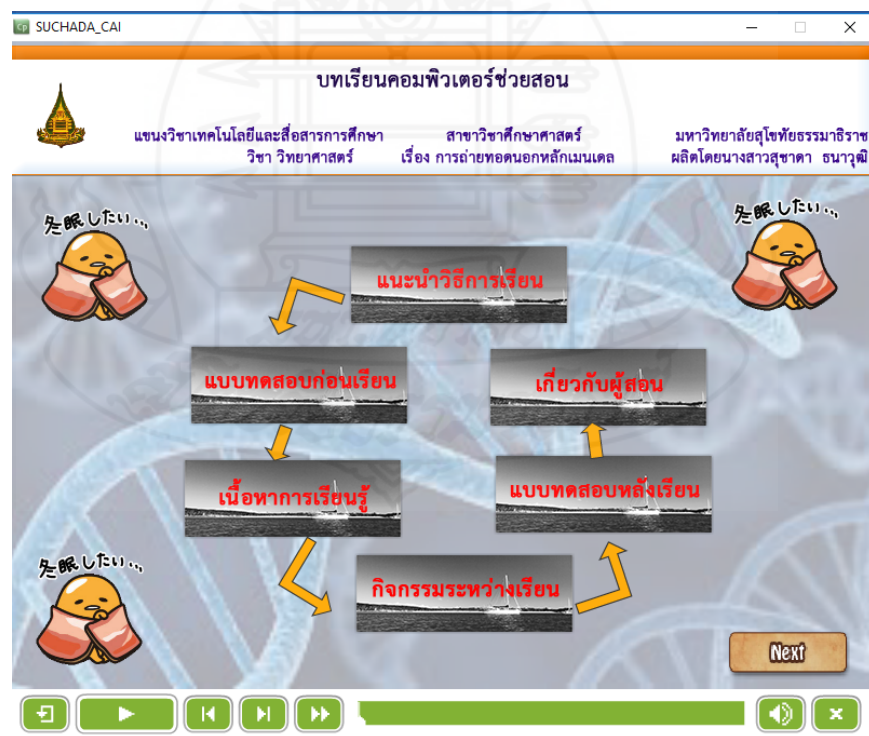 SUCHADA_CAI
บทเรียนคอมพิวเตอร์ช่วยสอน
แขนงวิชาเทคโนโลยีและสื่อสารการศึกษา สาขาวิชาศึกษาศาสตร์ มหาวิทยาลัยสุโขทัยธรรมาธิราช
วิชา วิทยาศาสตร์ เรื่อง การถ่ายทอดนอกหลักเมนเดล ผลิตโดยนางสาวสุชาดา ธนาวุฒิ
冬眠したい...
冬眠したい...
แนะนำวิธีการเรียน
แบบทดสอบก่อนเรียน
เกี่ยวกับผู้สอน
เนื้อหาการเรียนรู้
แบบทดสอบหลังเรียน
冬眠したい...
กิจกรรมระหว่างเรียน
Next